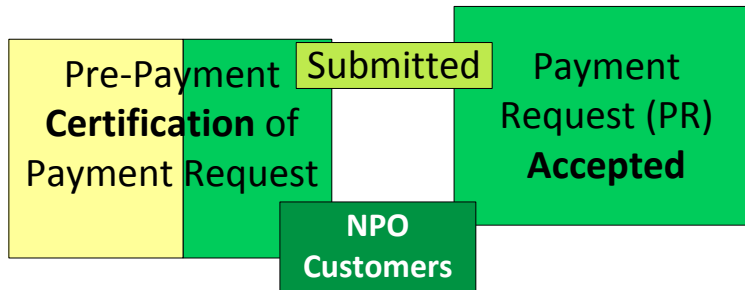 Pre-Payment
Certification of
Payment Request
Submitted
Payment
Request (PR)
Accepted
NPO
Customers